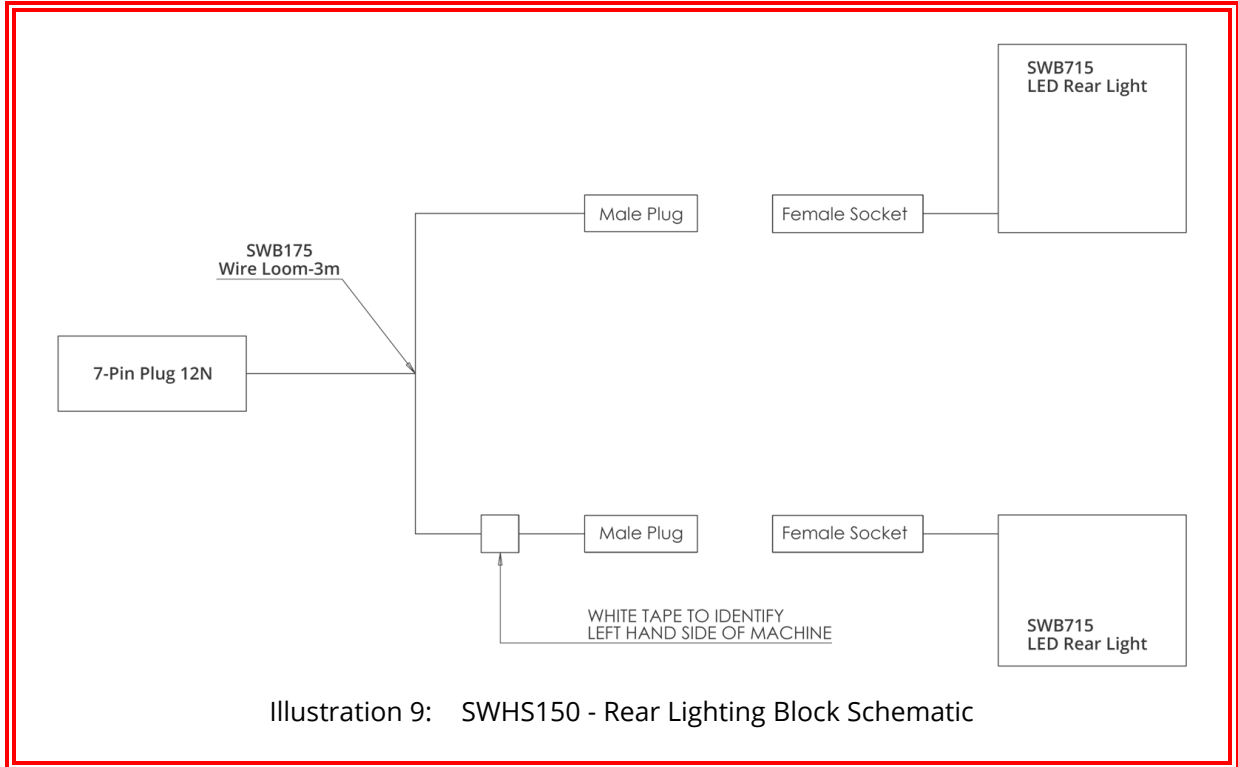 SWB715
LED Rear Light
Male Plug
Female Socket
SWB175
Wire Loom-3m
7-Pin Plug 12N
Male Plug
Female Socket
WHITE TAPE TO IDENTIFY
LEFT HAND SIDE OF MACHINE
SWB715
LED Rear Light
Illustration 9: SWHS150 - Rear Lighting Block Schematic